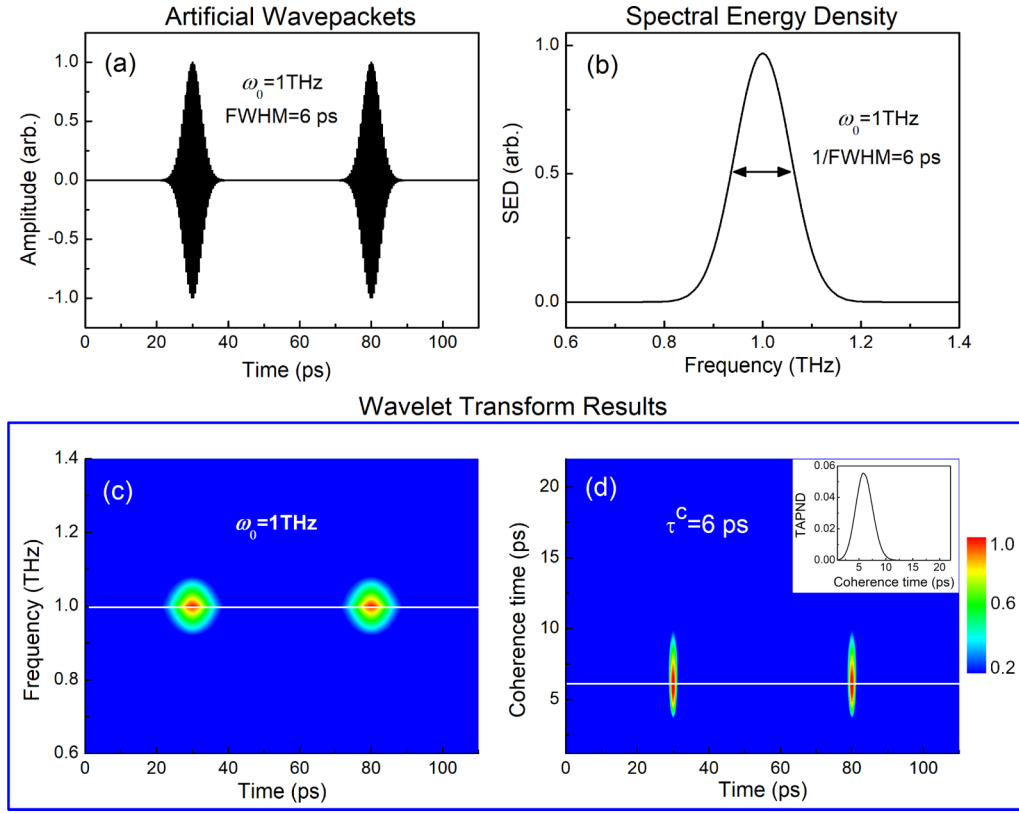 Artificial Wavepackets
Spectral Energy Density
(a)
ω₀=1THz
FWHM=6 ps
Amplitude (arb.)
1.0
0.5
0.0
-0.5
-1.0
0 20 40 60 80 100
Time (ps)
(b)
ω₀=1THz
1/FWHM=6 ps
SED (arb.)
1.0
0.5
0.0
0.6 0.8 1.0 1.2 1.4
Frequency (THz)
Wavelet Transform Results
(c)
ω₀=1THz
Frequency (THz)
1.4
1.2
1.0
0.8
0.6
0 20 40 60 80 100
Time (ps)
(d)
τᶜ=6 ps
Coherence time (ps)
20
15
10
5
0 20 40 60 80 100
Time (ps)
TAPND
0.06
0.04
0.02
0.00
5 10 15 20
Coherence time (ps)
1.0
0.8
0.6
0.4
0.2